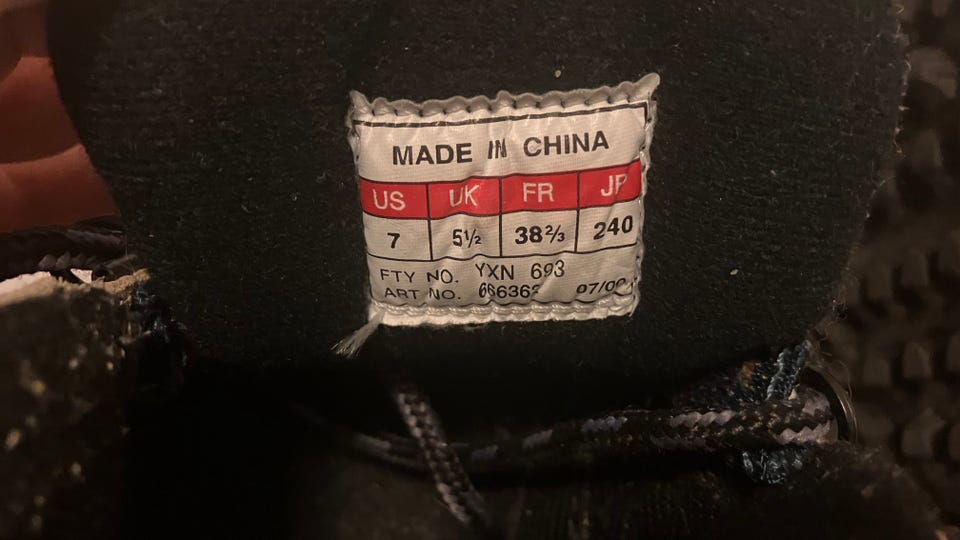 MADE IN CHINA
US UK FR JP
7 5½ 38⅔ 240
FTY NO. YXN 693
ART NO.